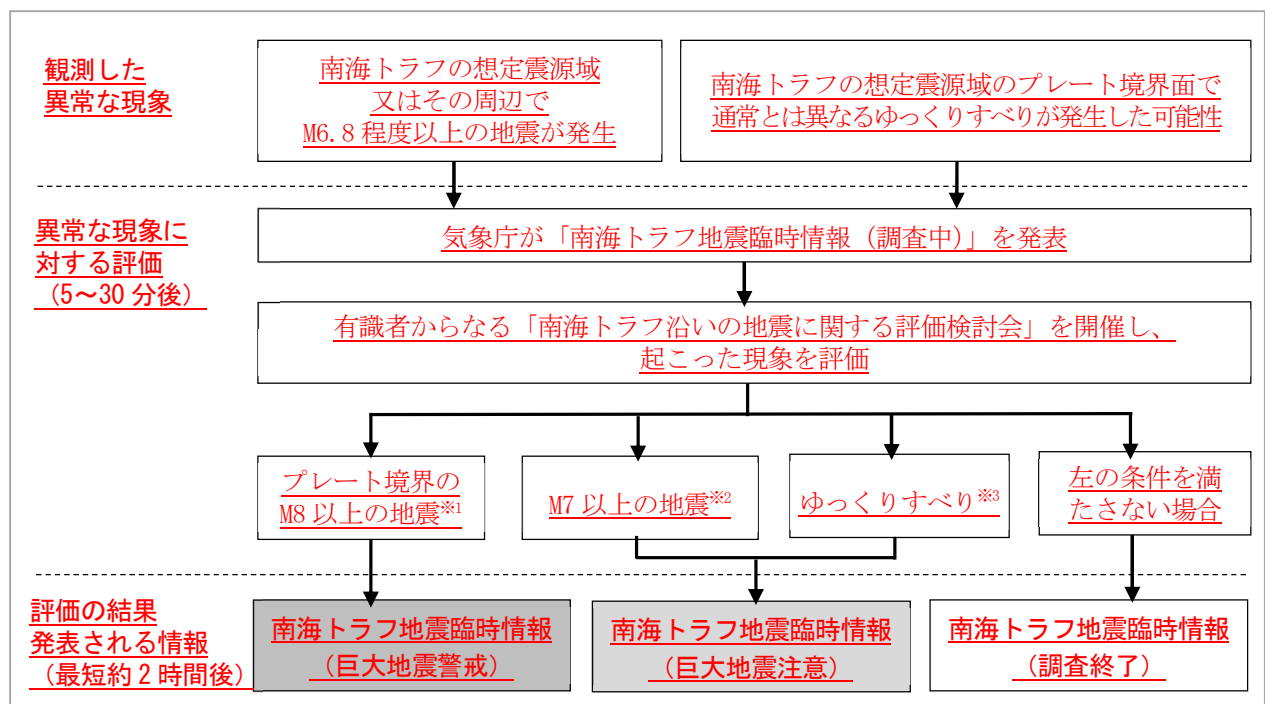 観測した
異常な現象
南海トラフの想定震源域
又はその周辺で
M6.8 程度以上の地震が発生
南海トラフの想定震源域のプレート境界面で
通常とは異なるゆっくりすべりが発生した可能性
異常な現象に
対する評価
（5～30 分後）
気象庁が「南海トラフ地震臨時情報（調査中）」を発表
有識者からなる「南海トラフ沿いの地震に関する評価検討会」を開催し、
起こった現象を評価
プレート境界の
M8 以上の地震※1
M7 以上の地震※2
ゆっくりすべり※3
左の条件を満
たさない場合
評価の結果
発表される情報
（最短約 2 時間後）
南海トラフ地震臨時情報
（巨大地震警戒）
南海トラフ地震臨時情報
（巨大地震注意）
南海トラフ地震臨時情報
（調査終了）